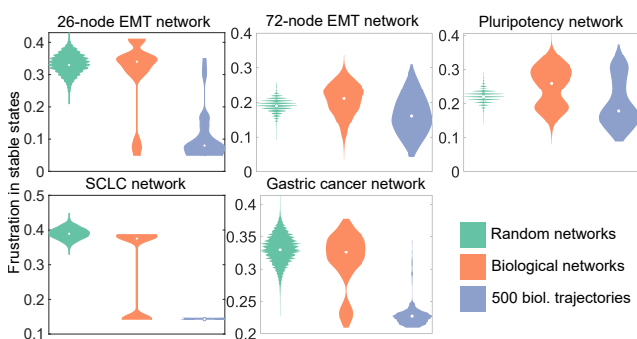 26-node EMT network
72-node EMT network
Pluripotency network
Frustration in stable states
0.4
0.3
0.2
0.1
0
0.4
0.3
0.2
0.1
0
0.4
0.3
0.2
0.1
0
SCLC network
Gastric cancer network
0.5
0.4
0.3
0.2
0.1
0.4
0.35
0.3
0.25
0.2
Random networks
Biological networks
500 biol. trajectories